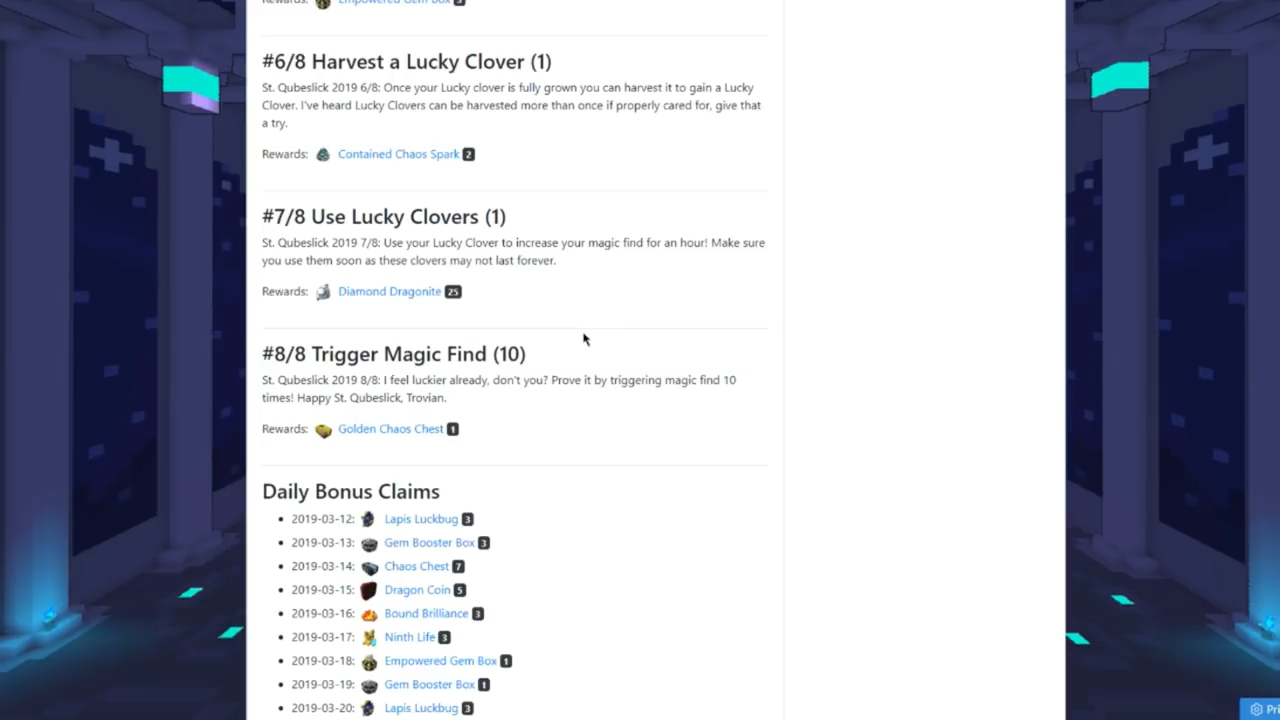 Rewards: Empowered Gem Box 3
#6/8 Harvest a Lucky Clover (1)
St. Qubeslick 2019 6/8: Once your Lucky clover is fully grown you can harvest it to gain a Lucky
Clover. I've heard Lucky Clovers can be harvested more than once if properly cared for, give that
a try.
Rewards: Contained Chaos Spark 2
#7/8 Use Lucky Clovers (1)
St. Qubeslick 2019 7/8: Use your Lucky Clover to increase your magic find for an hour! Make sure
you use them soon as these clovers may not last forever.
Rewards: Diamond Dragonite 25
#8/8 Trigger Magic Find (10)
St. Qubeslick 2019 8/8: I feel luckier already, don't you? Prove it by triggering magic find 10
times! Happy St. Qubeslick, Trovian.
Rewards: Golden Chaos Chest 1
Daily Bonus Claims
2019-03-12: Lapis Luckbug 3
2019-03-13: Gem Booster Box 3
2019-03-14: Chaos Chest 7
2019-03-15: Dragon Coin 5
2019-03-16: Bound Brilliance 3
2019-03-17: Ninth Life 3
2019-03-18: Empowered Gem Box 1
2019-03-19: Gem Booster Box 1
2019-03-20: Lapis Luckbug 3
Pri